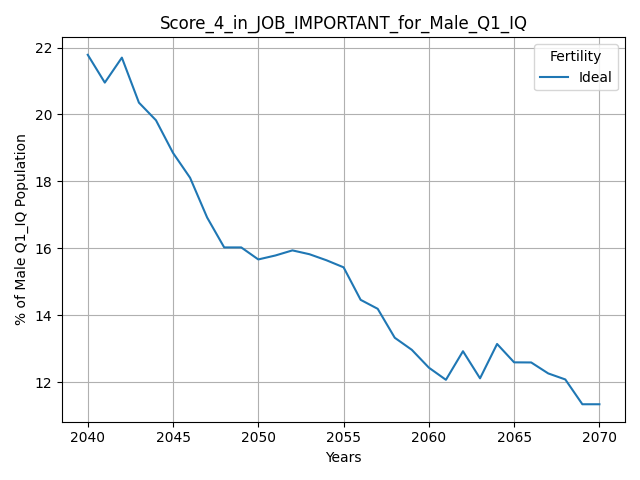 Score_4_in_JOB_IMPORTANT_for_Male_Q1_IQ
Fertility
Ideal
% of Male Q1_IQ Population
22
20
18
16
14
12
2040
2045
2050
2055
2060
2065
2070
Years